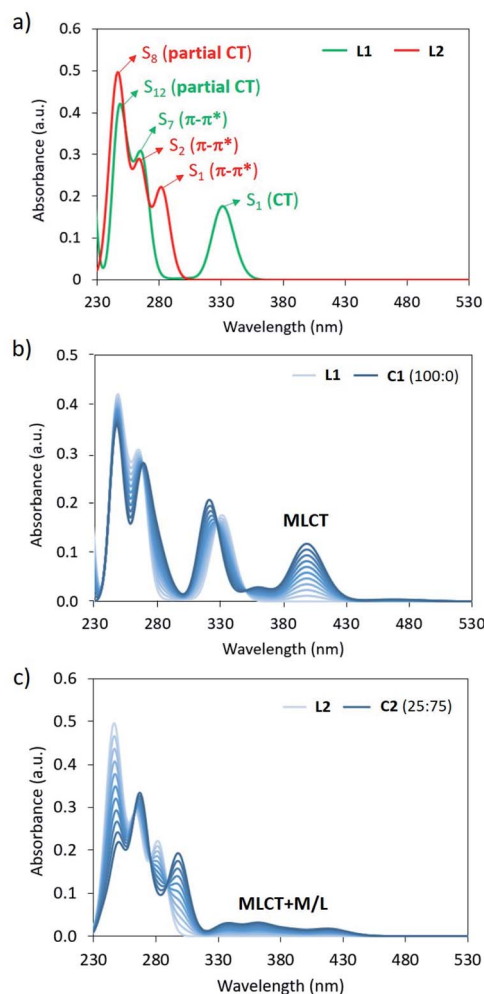 a)
0.6
L1 L2
S8 (partial CT)
0.5
S12 (partial CT)
0.4
S7 (π-π*)
0.3
S2 (π-π*)
S1 (π-π*)
0.2
S1 (CT)
0.1
0
Absorbance (a.u.)
230 280 330 380 430 480 530
Wavelength (nm)
b)
0.5
L1 C1 (100:0)
0.4
0.3
0.2
MLCT
0.1
0.0
Absorbance (a.u.)
230 280 330 380 430 480 530
Wavelength (nm)
c)
0.6
L2 C2 (25:75)
0.5
0.4
0.3
0.2
0.1
MLCT+M/L
0.0
Absorbance (a.u.)
230 280 330 380 430 480 530
Wavelength (nm)